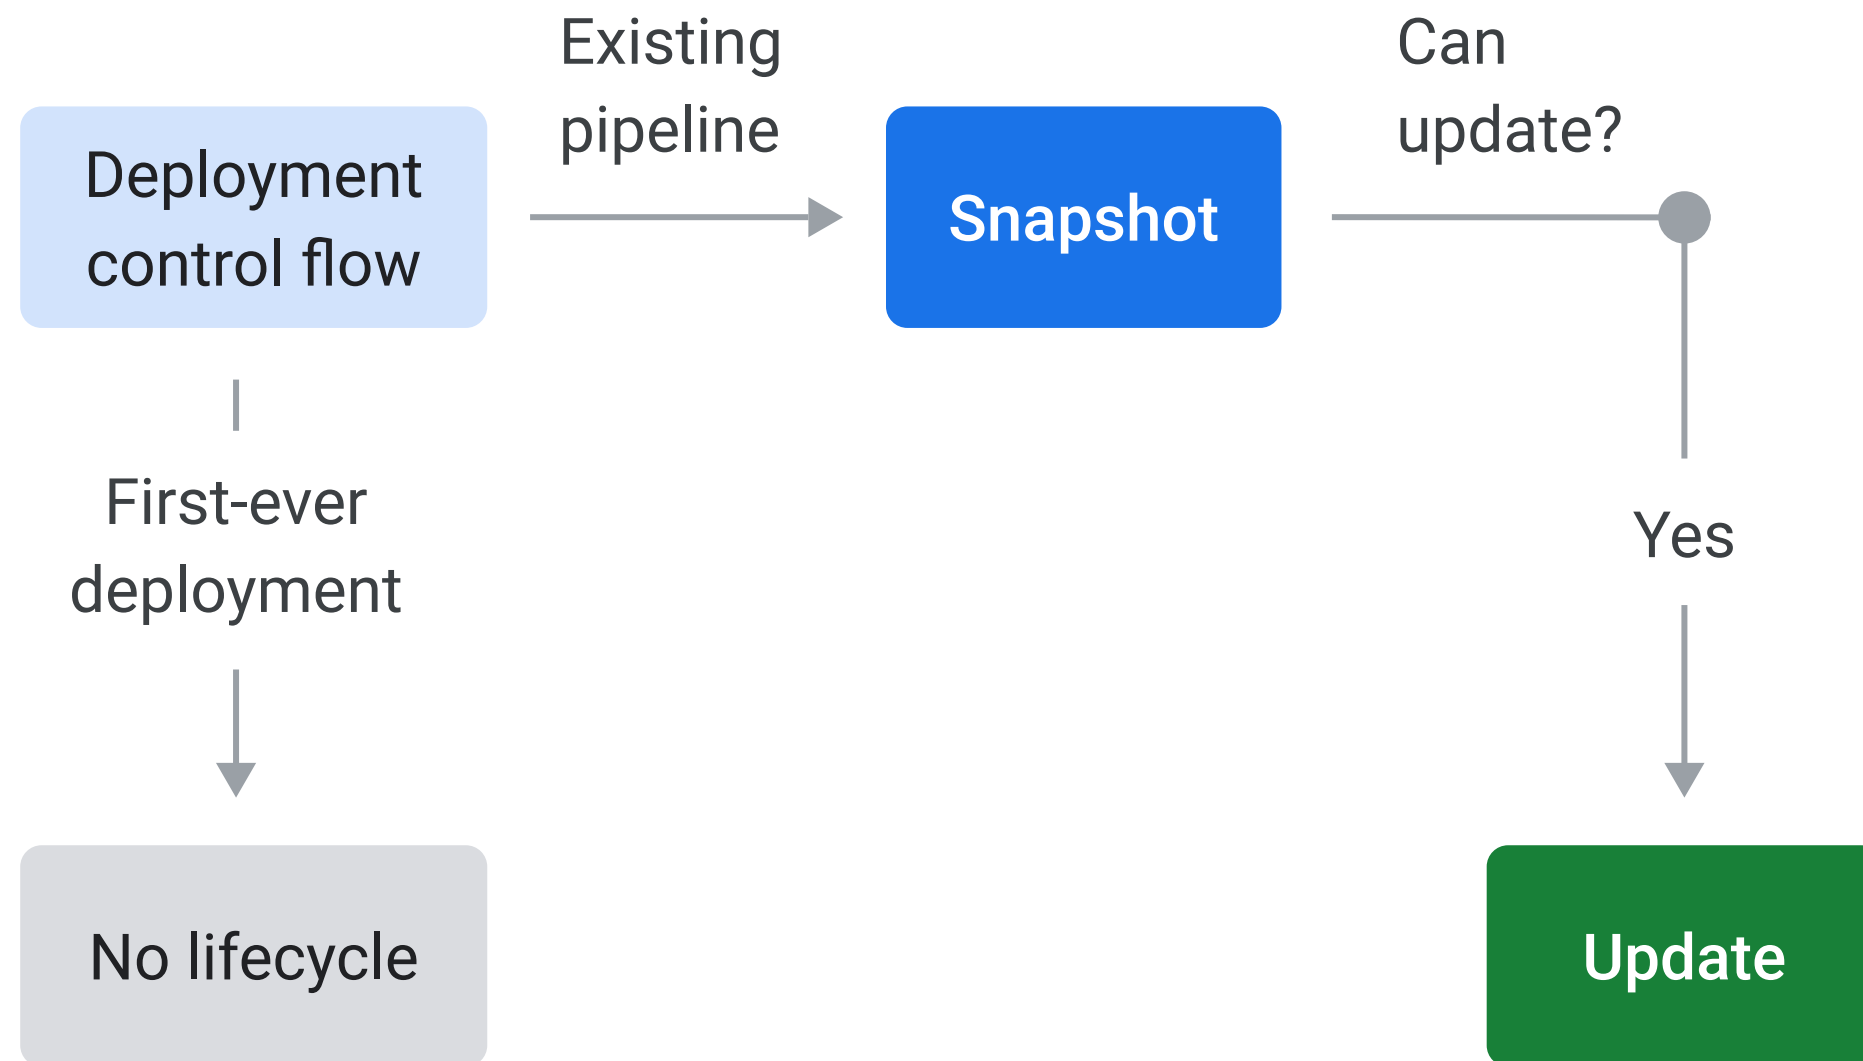 Existing
pipeline
Can
update?
Deployment
control flow
Snapshot
First-ever
deployment
Yes
No lifecycle
Update